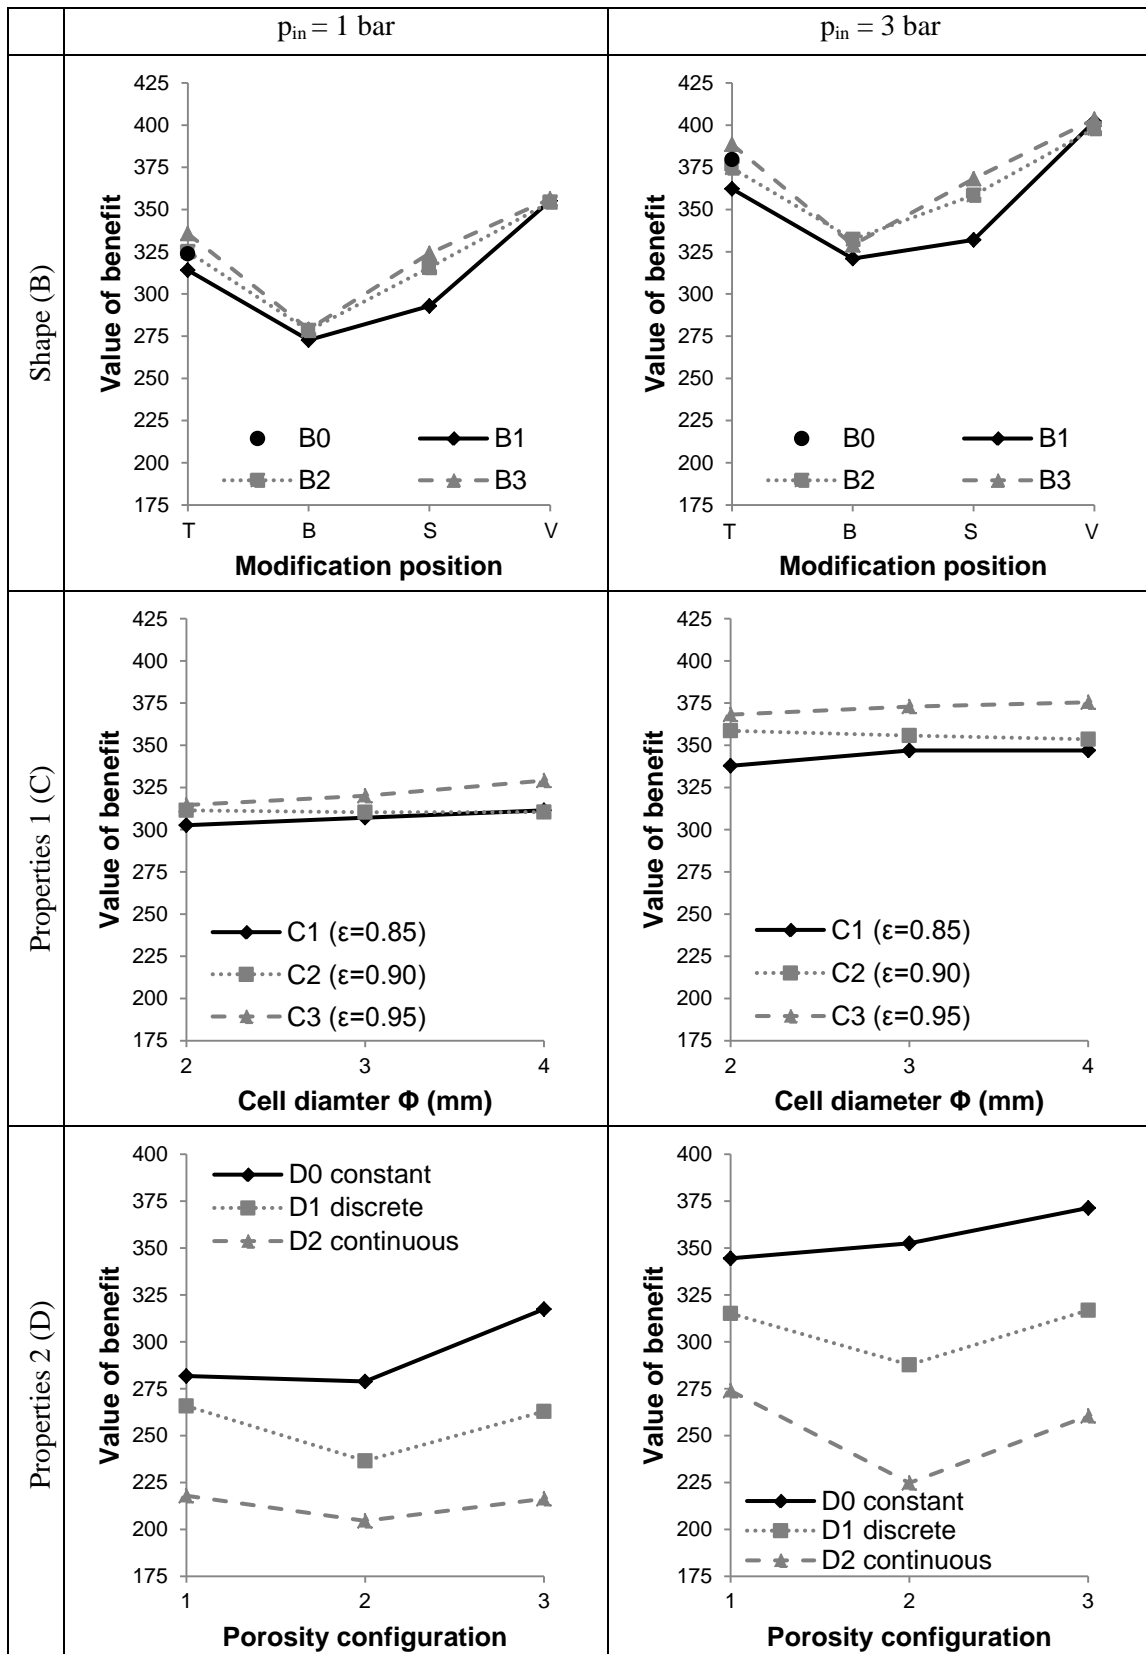 p_in = 1 bar
p_in = 3 bar
Shape (B)
Value of benefit
425
400
375
350
325
300
275
250
225
200
175
B0
B1
B2
B3
T B S V
Modification position
Value of benefit
425
400
375
350
325
300
275
250
225
200
175
B0
B1
B2
B3
T B S V
Modification position
Properties 1 (C)
Value of benefit
425
400
375
350
325
300
275
250
225
200
175
C1 (ε=0.85)
C2 (ε=0.90)
C3 (ε=0.95)
2 3 4
Cell diamter Φ (mm)
Value of benefit
425
400
375
350
325
300
275
250
225
200
175
C1 (ε=0.85)
C2 (ε=0.90)
C3 (ε=0.95)
2 3 4
Cell diameter Φ (mm)
Properties 2 (D)
Value of benefit
400
375
350
325
300
275
250
225
200
175
D0 constant
D1 discrete
D2 continuous
1 2 3
Porosity configuration
Value of benefit
400
375
350
325
300
275
250
225
200
175
D0 constant
D1 discrete
D2 continuous
1 2 3
Porosity configuration